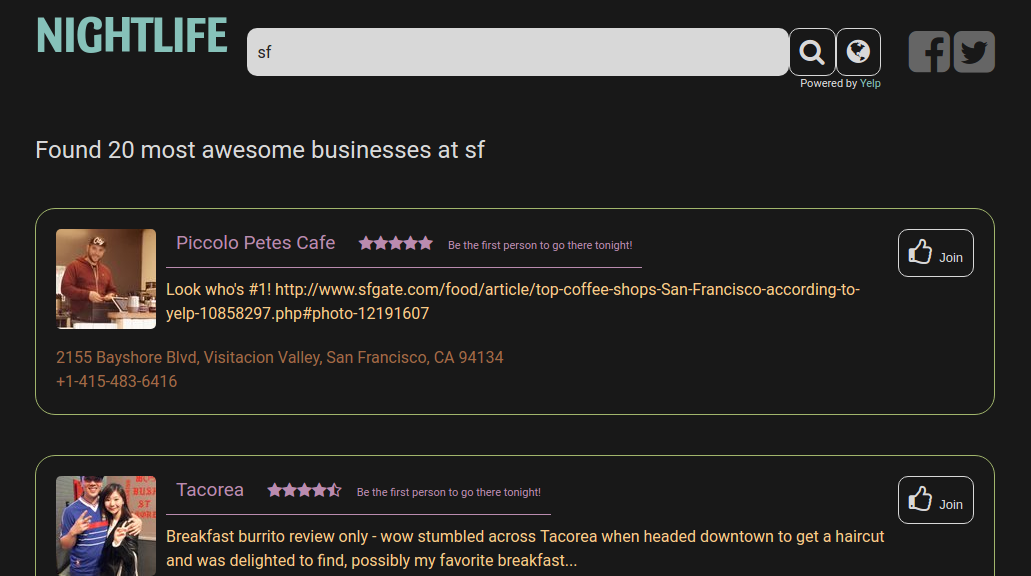 NIGHTLIFE
sf
Powered by Yelp
Found 20 most awesome businesses at sf
Piccolo Petes Cafe Be the first person to go there tonight!
Join
Look who's #1! http://www.sfgate.com/food/article/top-coffee-shops-San-Francisco-according-to-
yelp-10858297.php#photo-12191607
2155 Bayshore Blvd, Visitacion Valley, San Francisco, CA 94134
+1-415-483-6416
Tacorea Be the first person to go there tonight!
Join
Breakfast burrito review only - wow stumbled across Tacorea when headed downtown to get a haircut
and was delighted to find, possibly my favorite breakfast...